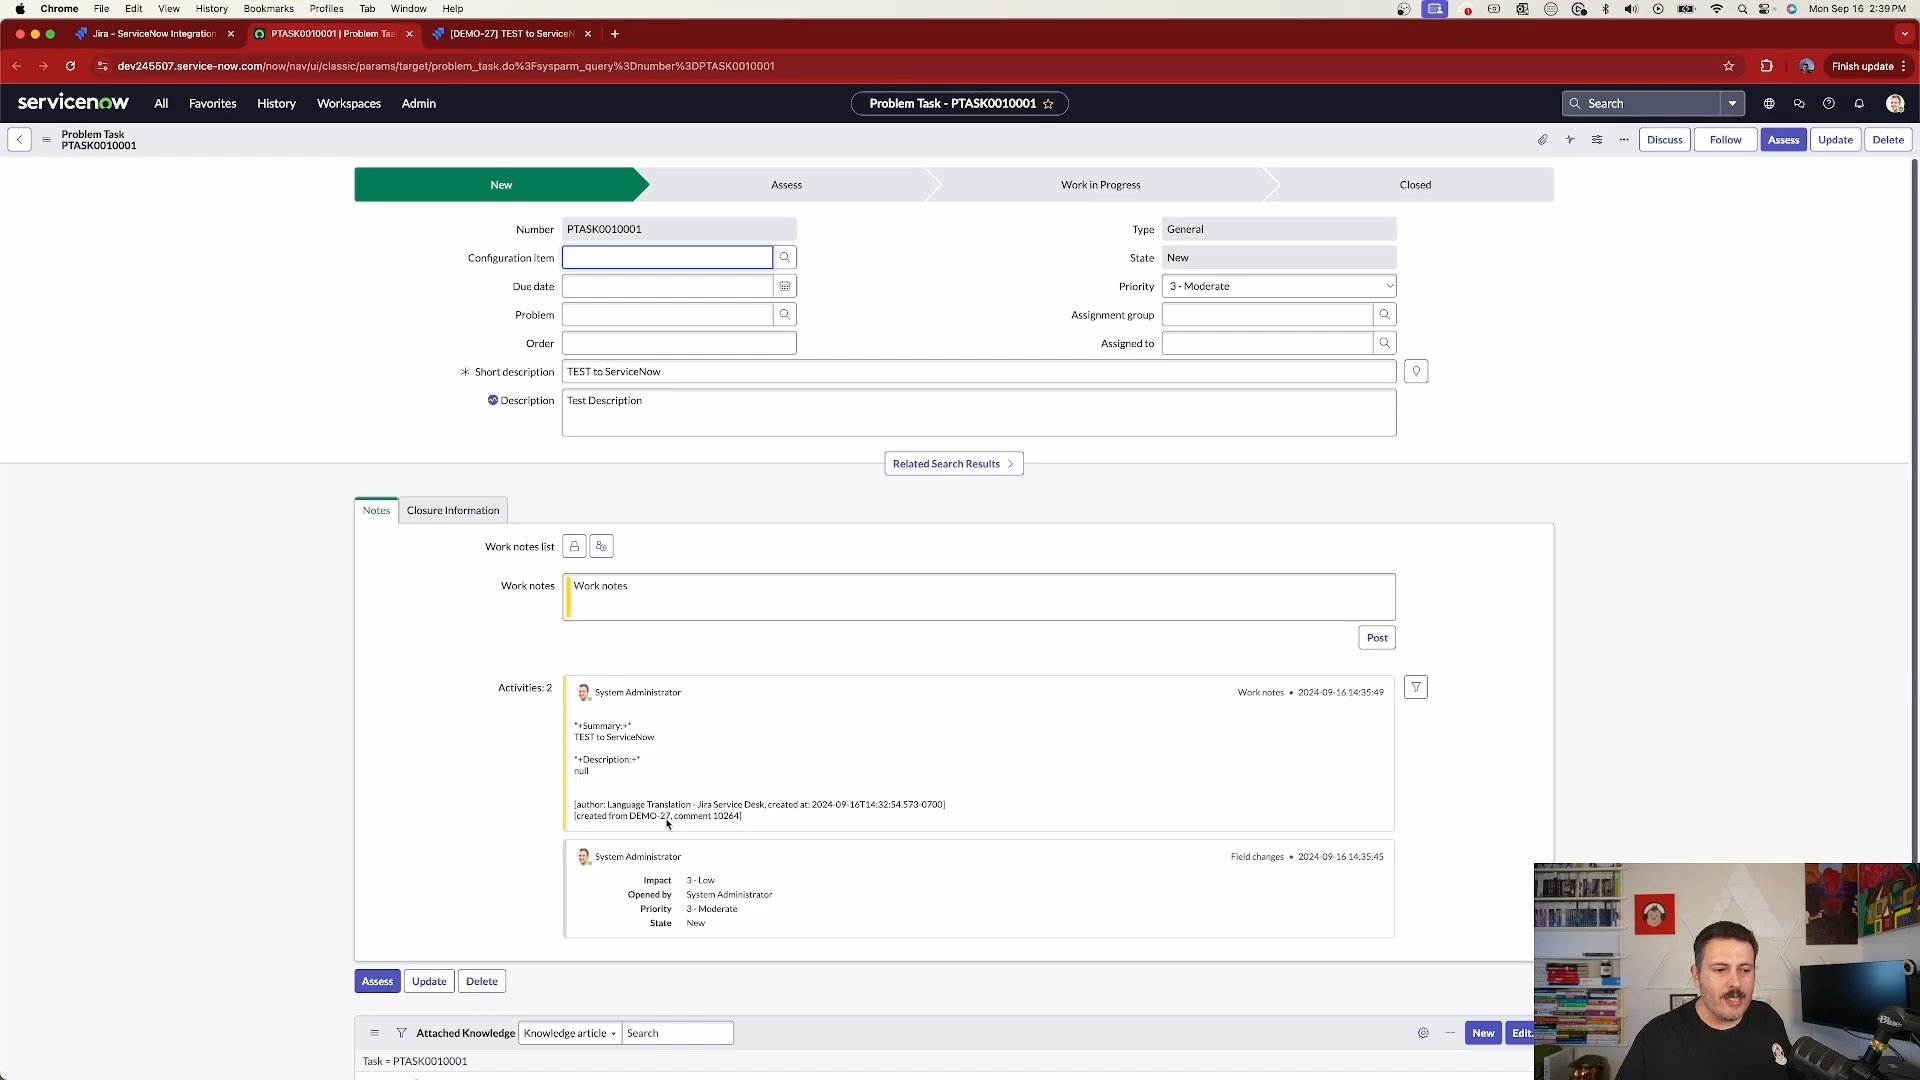 Chrome File Edit View History Bookmarks Profiles Tab Window Help Mon Sep 16 2:39 PM
Jira - ServiceNow Integration PTASK0010001 | Problem Tas [DEMO-27] TEST to ServiceN
dev245507.service-now.com/now/nav/ui/classic/params/target/problem_task.do%3Fsysparm_query%3Dnumber%3DPTASK0010001 Finish update
servicenow All Favorites History Workspaces Admin Problem Task - PTASK0010001 Search
Problem Task
PTASK0010001
Discuss Follow Assess Update Delete
New Assess Work in Progress Closed
Number PTASK0010001 Type General
Configuration item State New
Due date Priority 3 - Moderate
Problem Assignment group
Order Assigned to
Short description TEST to ServiceNow
Description Test Description
Related Search Results
Notes Closure Information
Work notes list
Work notes Work notes
Post
Activities: 2 System Administrator Work notes • 2024-09-16 14:35:49
*+Summary:+*
TEST to ServiceNow
*+Description:+*
null
[author: Language Translation - Jira Service Desk, created at: 2024-09-16T14:32:54.573-0700]
[created from DEMO-27, comment 10264]
System Administrator Field changes • 2024-09-16 14:35:45
Impact 3 - Low
Opened by System Administrator
Priority 3 - Moderate
State New
Assess Update Delete
Attached Knowledge Knowledge article Search New Edit
Task = PTASK0010001
Blue